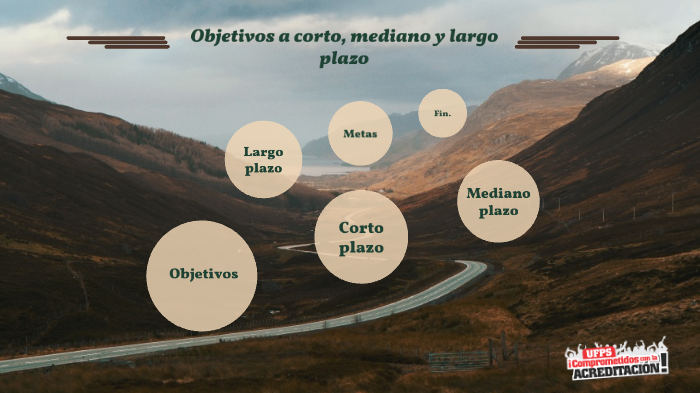 Objetivos a corto, mediano y largo
plazo
Fin.
Metas
Largo
plazo
Mediano
plazo
Corto
plazo
Objetivos
UFPS
¡Comprometidos con la
ACREDITACIÓN!